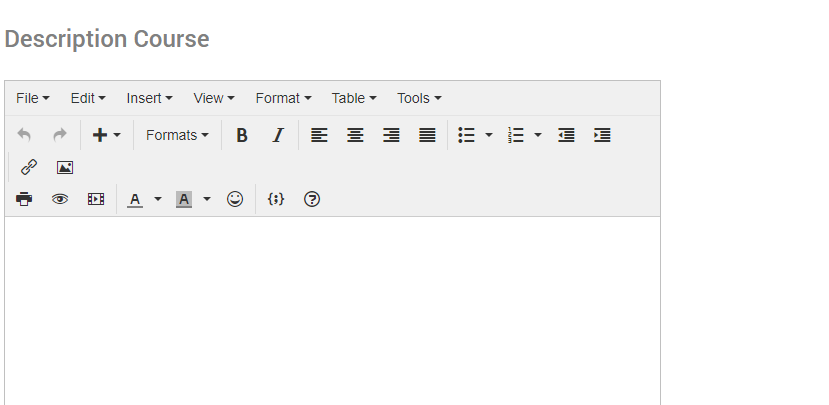 Description Course
File Edit Insert View Format Table Tools
Formats B I
A A